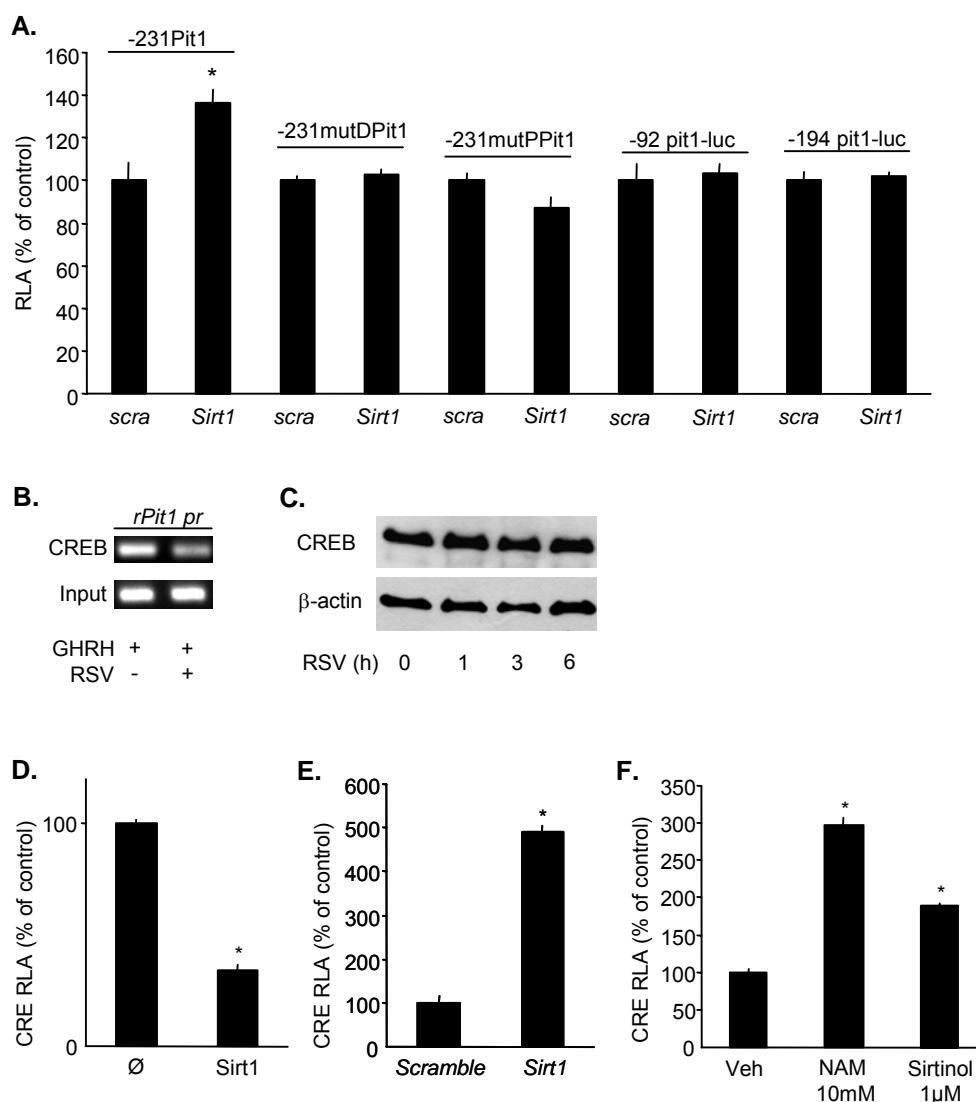 A.
-231Pit1
-231mutDPit1
-231mutPPit1
-92 pit1-luc
-194 pit1-luc
RLA (% of control)
160
140
120
100
80
60
40
20
0
*
scra Sirt1 scra Sirt1 scra Sirt1 scra Sirt1 scra Sirt1
B.
rPit1 pr
CREB
Input
GHRH + +
RSV - +
C.
CREB
β-actin
RSV (h) 0 1 3 6
D.
CRE RLA (% of control)
100
0
*
Ø Sirt1
E.
CRE RLA (% of control)
600
500
400
300
200
100
0
*
Scramble Sirt1
F.
CRE RLA (% of control)
350
300
250
200
150
100
50
0
*
*
Veh NAM Sirtinol
10mM 1µM